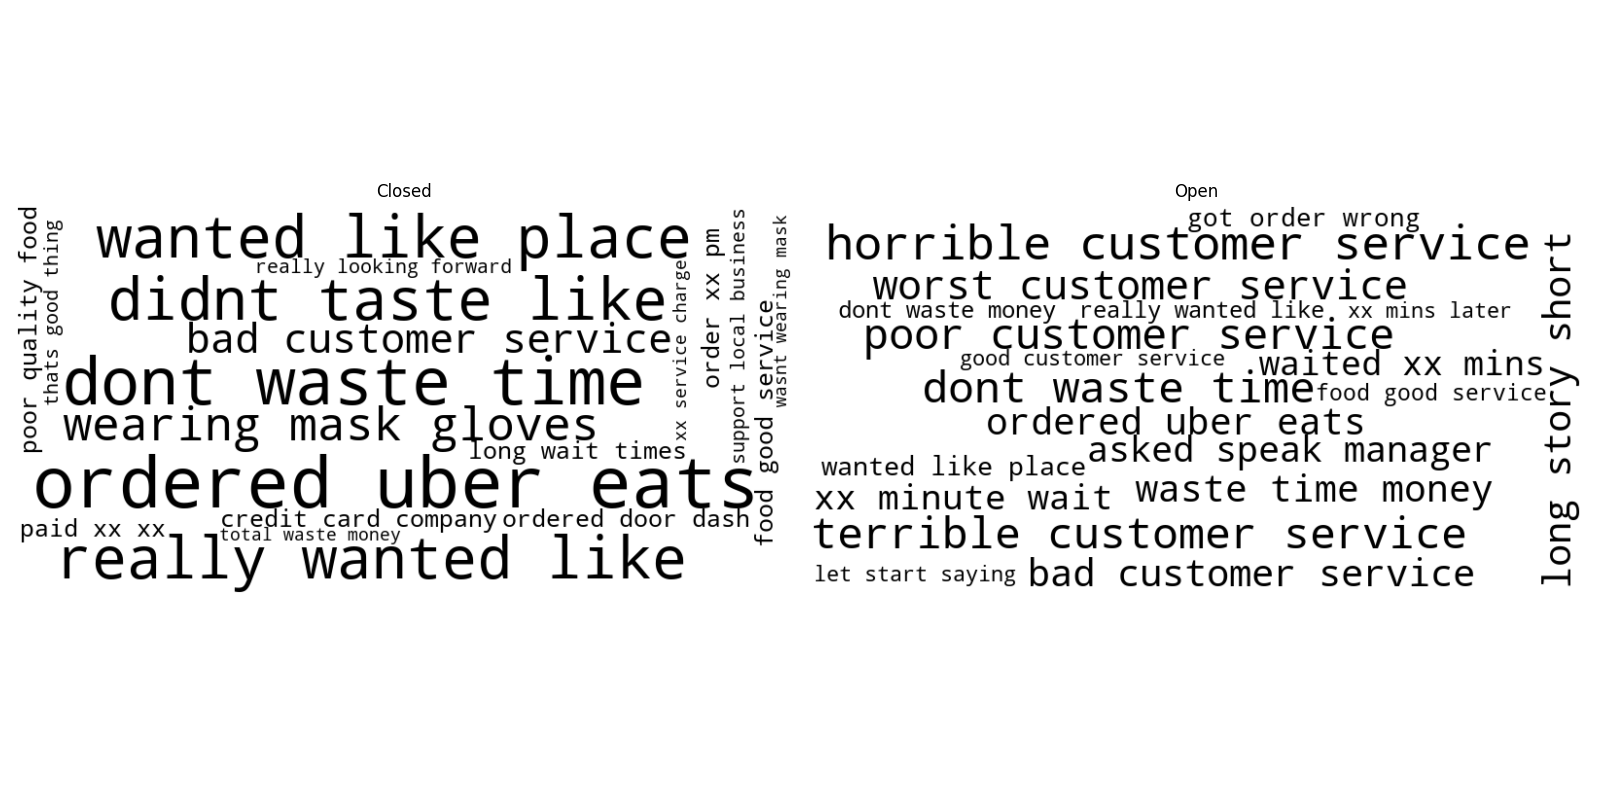 Closed
wanted like place
really looking forward
didnt taste like
bad customer service
dont waste time
wearing mask gloves
long wait times
ordered uber eats
credit card company
ordered door dash
paid xx xx
total waste money
really wanted like
poor quality food
thats good thing
xx service charge
order xx pm
support local business
food good service
wasnt wearing mask
Open
got order wrong
horrible customer service
worst customer service
dont waste money
really wanted like
xx mins later
poor customer service
good customer service
waited xx mins
dont waste time
food good service
ordered uber eats
asked speak manager
wanted like place
xx minute wait
waste time money
terrible customer service
let start saying
bad customer service
long story short